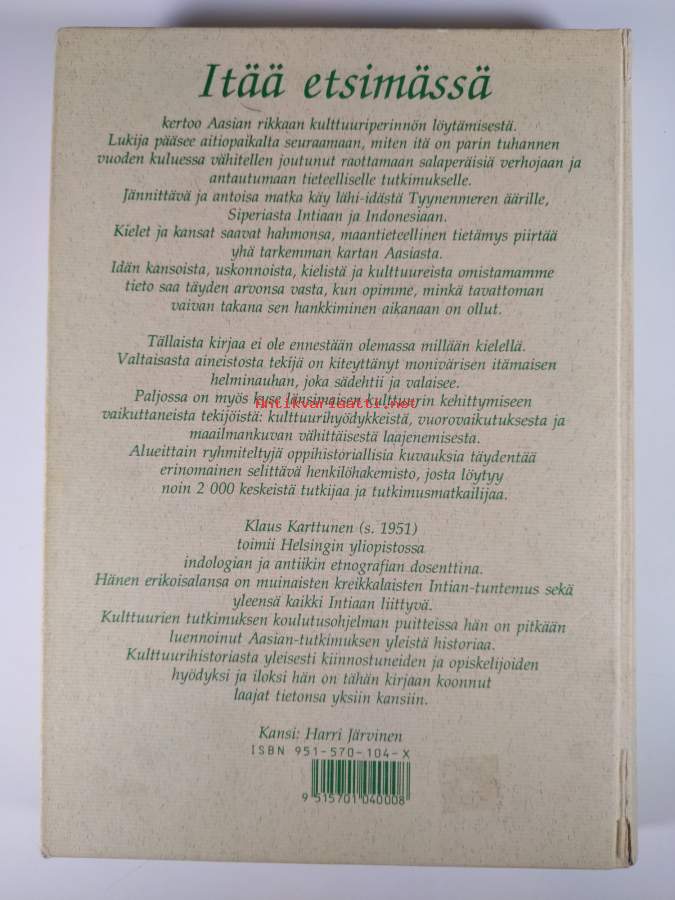 Itää etsimässä
kertoo Aasian rikkaan kulttuuriperinnön löytämisestä.
Lukija pääsee aitiopaikalta seuraamaan, miten itä on parin tuhannen
vuoden kuluessa vähitellen joutunut raottamaan salaperäisiä verhojaan ja
antautumaan tieteelliselle tutkimukselle.
Jännittävä ja antoisa matka käy lähi-idästä Tyynenmeren äärille,
Siperiasta Intiaan ja Indonesiaan.
Kielet ja kansat saavat hahmonsa, maantieteellinen tietämys piirtää
yhä tarkemman kartan Aasiasta.
Idän kansoista, uskonnoista, kielistä ja kulttuureista omistamamme
tieto saa täyden arvonsa vasta, kun opimme, minkä tavattoman
vaivan takana sen hankkiminen aikanaan on ollut.
Tällaista kirjaa ei ole ennestään olemassa millään kielellä.
Valtaisasta aineistosta tekijä on kiteyttänyt monivärisen itämaisen
helminauhan, joka sädehtii ja valaisee.
Paljossa on myös kyse länsimaisen kulttuurin kehittymiseen
Antikvariaatti.net
vaikuttaneista tekijöistä: kulttuurihyödykkeistä, vuorovaikutuksesta ja
maailmankuvan vähittäisestä laajenemisesta.
Alueittain ryhmiteltyjä oppihistoriallisia kuvauksia täydentää
erinomainen selittävä henkilöhakemisto, josta löytyy
noin 2 000 keskeistä tutkijaa ja tutkimusmatkailijaa.
Klaus Karttunen (s. 1951)
toimii Helsingin yliopistossa
indologian ja antiikin etnografian dosenttina.
Hänen erikoisalansa on muinaisten kreikkalaisten Intian-tuntemus sekä
yleensä kaikki Intiaan liittyvä.
Kulttuurien tutkimuksen koulutusohjelman puitteissa hän on pitkään
luennoinut Aasian-tutkimuksen yleistä historiaa.
Kulttuurihistoriasta yleisesti kiinnostuneiden ja opiskelijoiden
hyödyksi ja iloksi hän on tähän kirjaan koonnut
laajat tietonsa yksiin kansiin.
Kansi: Harri Järvinen
ISBN 951-570-104-X
9 515701 040008